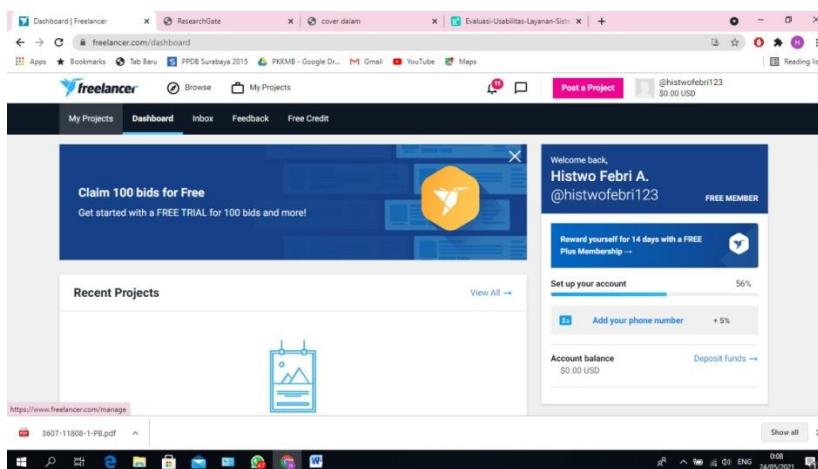 Dashboard | Freelancer
ResearchGate
cover dalam
Evaluasi-Usabilitas-Layanan-Siste
freelancer.com/dashboard
Apps
Bookmarks
Tab Baru
PPDB Surabaya 2015
PKKMB - Google Dr...
Gmail
YouTube
Maps
Reading lis
freelancer
Browse
My Projects
11
Post a Project
@histwofebri123
$0.00 USD
My Projects
Dashboard
Inbox
Feedback
Free Credit
Claim 100 bids for Free
Get started with a FREE TRIAL for 100 bids and more!
Recent Projects
View All →
Welcome back,
Histwo Febri A.
@histwofebri123
FREE MEMBER
Reward yourself for 14 days with a FREE
Plus Membership →
Set up your account
56%
Add your phone number
+ 5%
Account balance
Deposit funds →
$0.00 USD
https://www.freelancer.com/manage
3607-11808-1-PB.pdf
Show all
ENG
0:08
24/05/2021